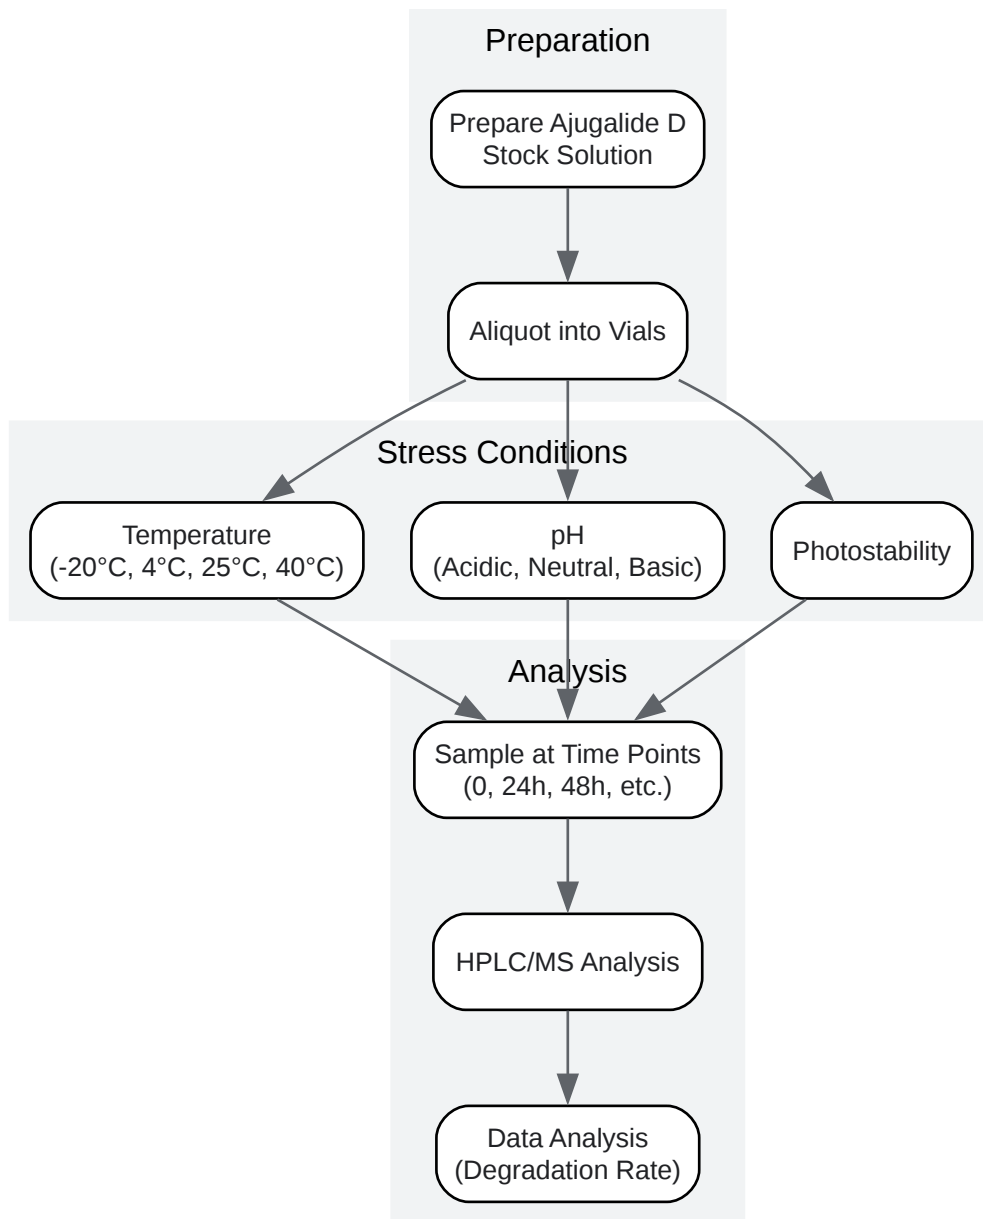 Preparation
Prepare Ajugalide D
Stock Solution
Aliquot into Vials
Stress Conditions
Temperature
(-20°C, 4°C, 25°C, 40°C)
pH
(Acidic, Neutral, Basic)
Photostability
Analysis
Sample at Time Points
(0, 24h, 48h, etc.)
HPLC/MS Analysis
Data Analysis
(Degradation Rate)